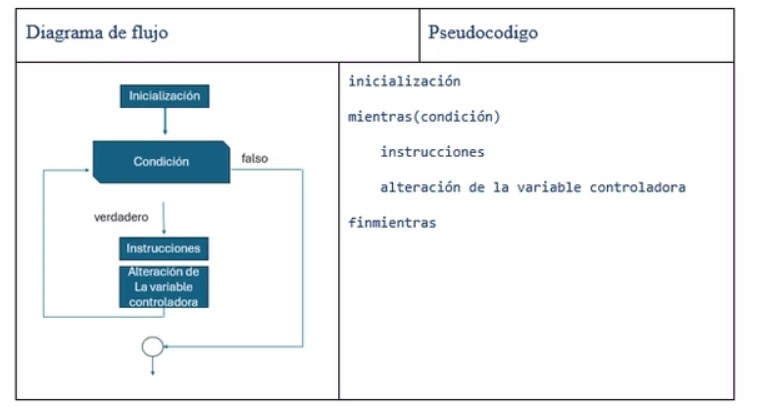 Diagrama de flujo
Pseudocodigo
Inicialización
Condición
falso
verdadero
Instrucciones
Alteración de
La variable
controladora
inicialización
mientras(condición)
instrucciones
alteración de la variable controladora
finmientras